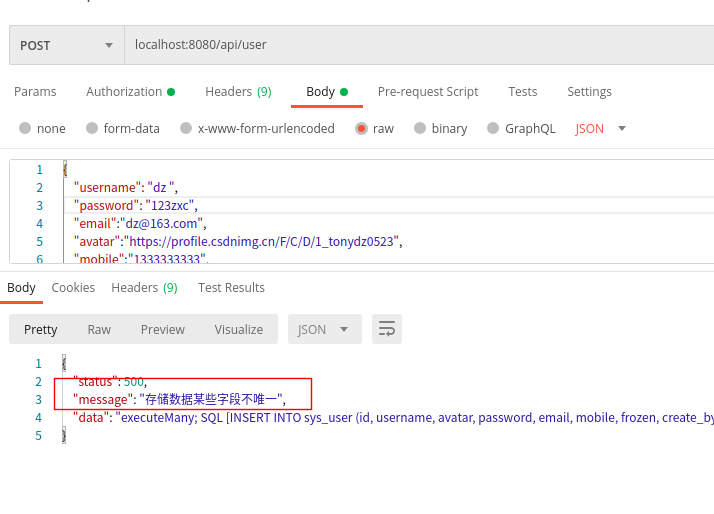 POST localhost:8080/api/user
Params Authorization Headers (9) Body Pre-request Script Tests Settings
none form-data x-www-form-urlencoded raw binary GraphQL JSON
1 {
2 "username": "dz ",
3 "password": "123zxc",
4 "email":"dz@163.com",
5 "avatar":"https://profile.csdnimg.cn/F/C/D/1_tonydz0523",
6 "mobile":"1333333333",
Body Cookies Headers (9) Test Results
Pretty Raw Preview Visualize JSON
1 {
2 "status": 500,
3 "message": "存储数据某些字段不唯一",
4 "data": "executeMany; SQL [INSERT INTO sys_user (id, username, avatar, password, email, mobile, frozen, create_by
5 }